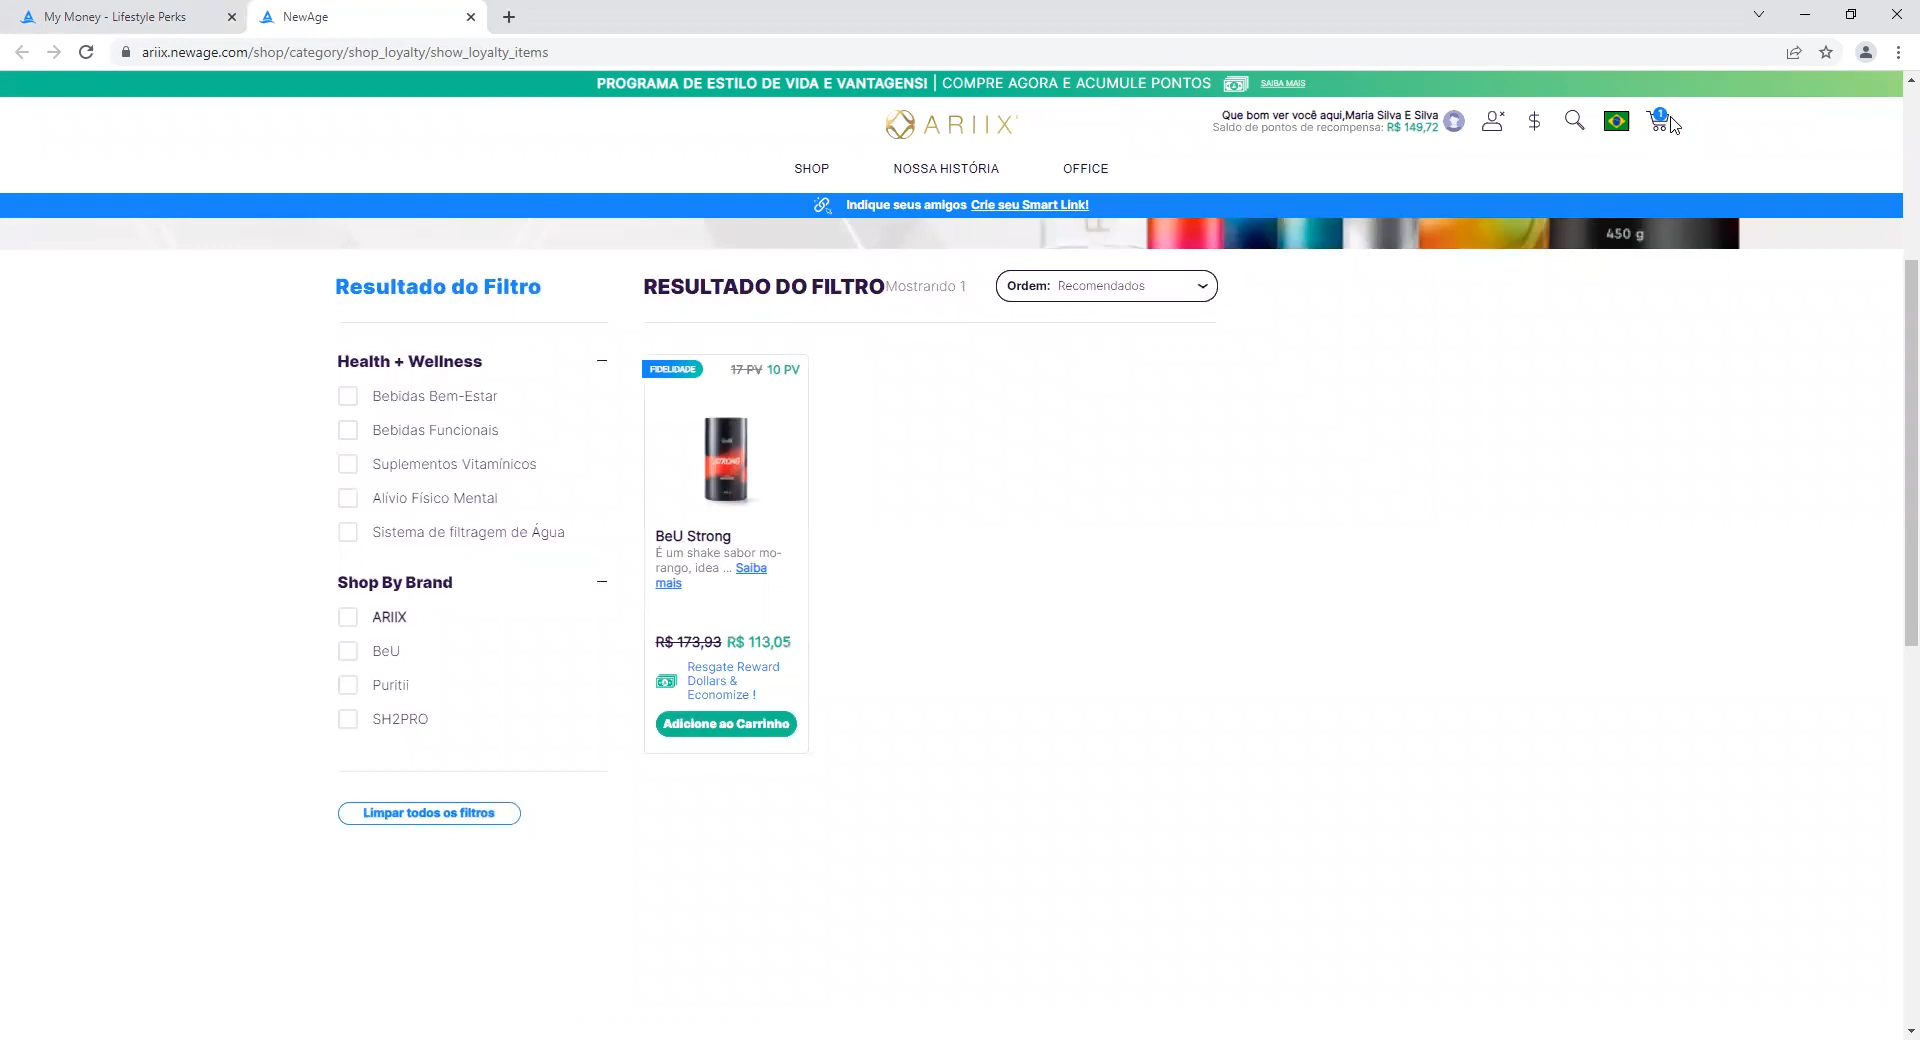 My Money - Lifestyle Perks
NewAge
ariix.newage.com/shop/category/shop_loyalty/show_loyalty_items
PROGRAMA DE ESTILO DE VIDA E VANTAGENS! | COMPRE AGORA E ACUMULE PONTOS SAIBA MAIS
ARIIX
Que bom ver você aqui,Maria Silva E Silva
Saldo de pontos de recompensa: R$ 149,72
1
SHOP NOSSA HISTÓRIA OFFICE
Indique seus amigos Crie seu Smart Link!
450 g
Resultado do Filtro
RESULTADO DO FILTRO Mostrando 1
Ordem: Recomendados
Health + Wellness
Bebidas Bem-Estar
Bebidas Funcionais
Suplementos Vitamínicos
Alívio Físico Mental
Sistema de filtragem de Água
Shop By Brand
ARIIX
BeU
Puritii
SH2PRO
Limpar todos os filtros
FIDELIDADE 17 PV 10 PV
STRONG
BeU Strong
É um shake sabor mo-
rango, idea ... Saiba
mais
R$ 173,93 R$ 113,05
Resgate Reward
Dollars &
Economize !
Adicione ao Carrinho